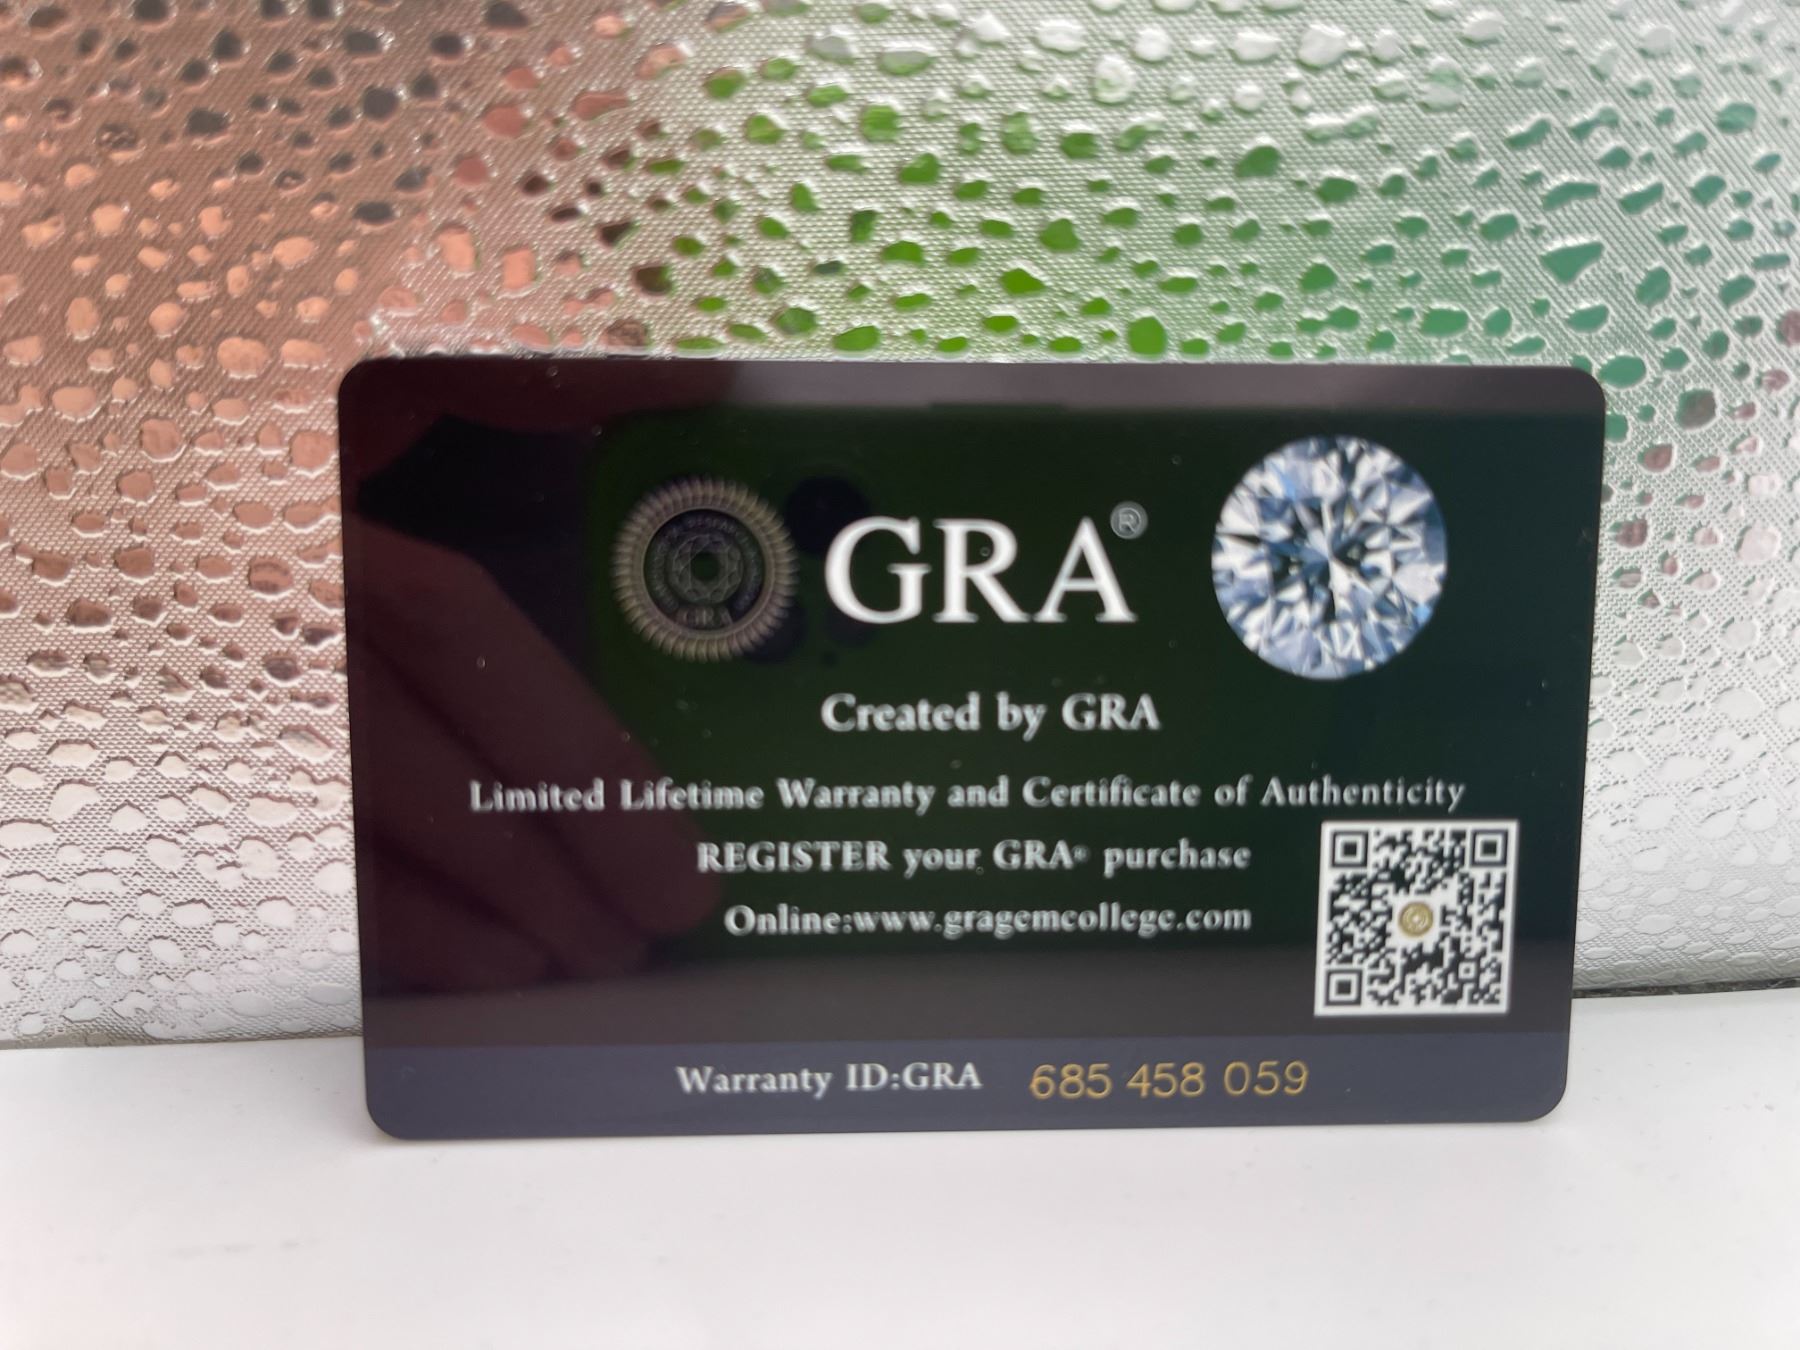 GRA®
Created by GRA
Limited Lifetime Warranty and Certificate of Authenticity
REGISTER your GRA® purchase
Online:www.gragemcollege.com
Warranty ID:GRA 685 458 059